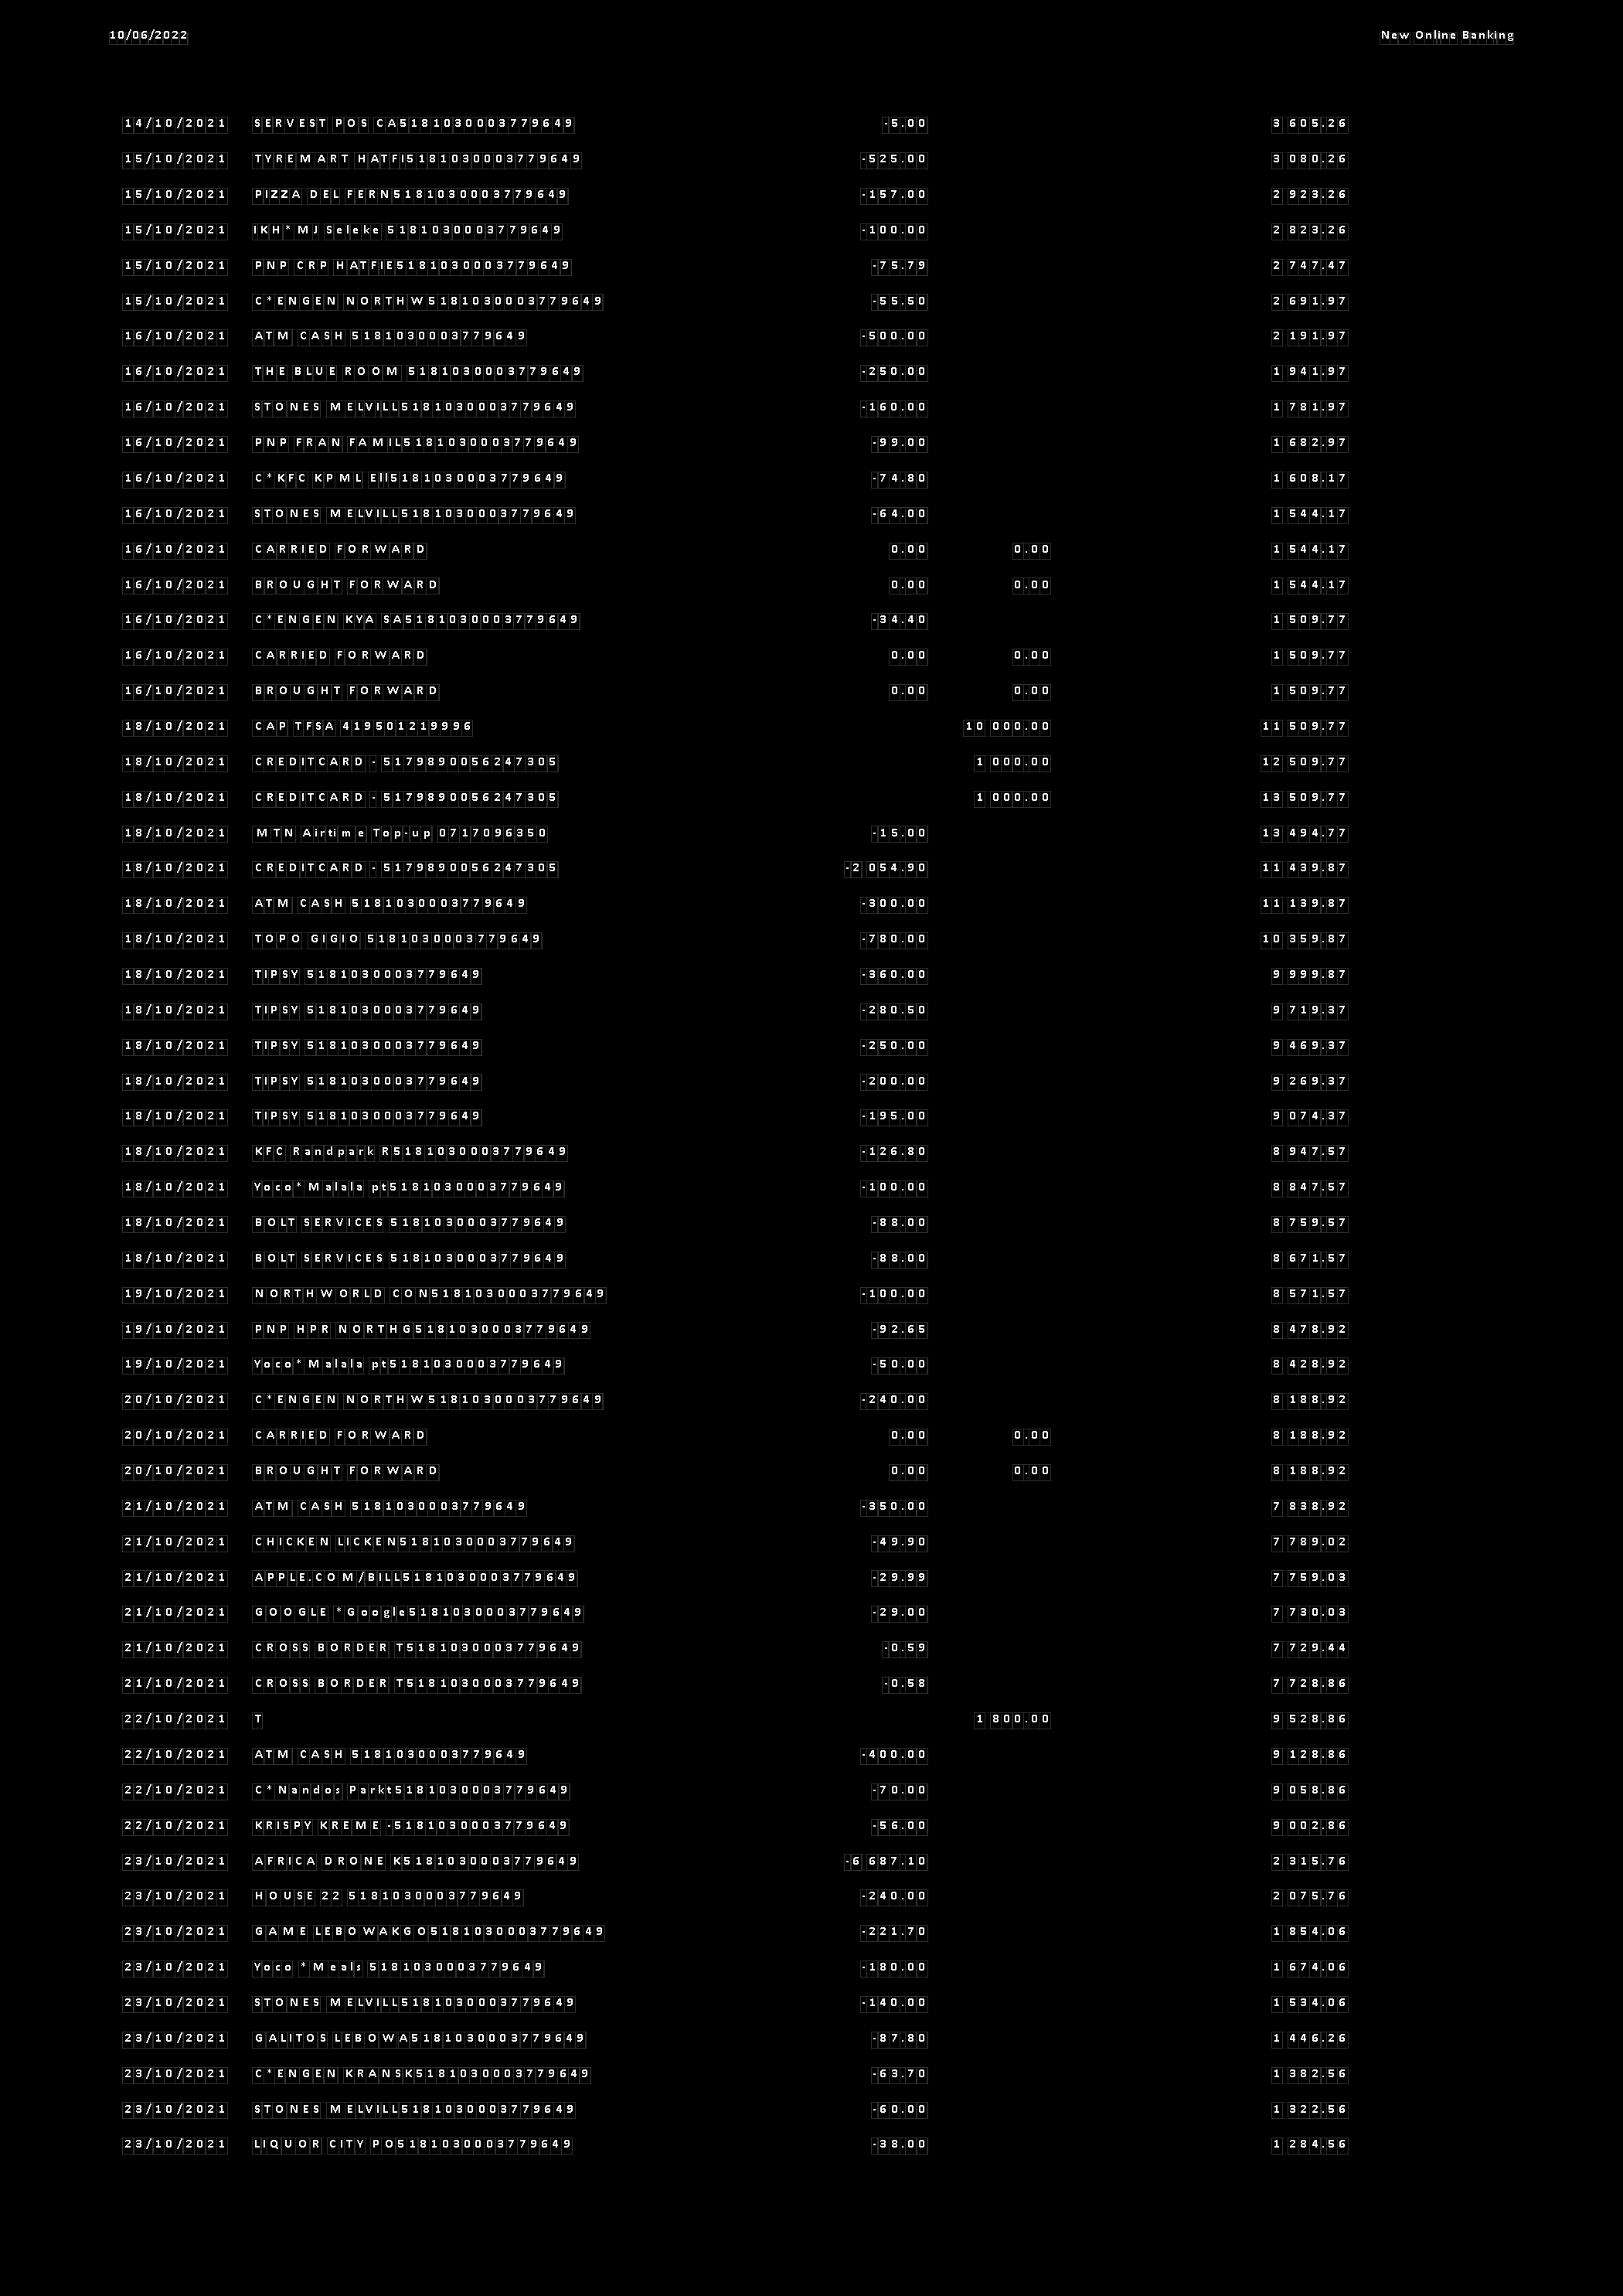 10/06/2022 New Online Banking
14/10/2021 SERVEST POS CA5181030003779649 -5.00 3 605.26
15/10/2021 TYREMART HATFI5181030003779649 -525.00 3 080.26
15/10/2021 PIZZA DEL FERN5181030003779649 -157.00 2 923.26
15/10/2021 IKH*MJ Seleke 5181030003779649 -100.00 2 823.26
15/10/2021 PNP CRP HATFIE5181030003779649 -75.79 2 747.47
15/10/2021 C*ENGEN NORTHW5181030003779649 -55.50 2 691.97
16/10/2021 ATM CASH 5181030003779649 -500.00 2 191.97
16/10/2021 THE BLUE ROOM 5181030003779649 -250.00 1 941.97
16/10/2021 STONES MELVILL5181030003779649 -160.00 1 781.97
16/10/2021 PNP FRAN FAMIL5181030003779649 -99.00 1 682.97
16/10/2021 C*KFC KPML Ell5181030003779649 -74.80 1 608.17
16/10/2021 STONES MELVILL5181030003779649 -64.00 1 544.17
16/10/2021 CARRIED FORWARD 0.00 0.00 1 544.17
16/10/2021 BROUGHT FORWARD 0.00 0.00 1 544.17
16/10/2021 C*ENGEN KYA SA5181030003779649 -34.40 1 509.77
16/10/2021 CARRIED FORWARD 0.00 0.00 1 509.77
16/10/2021 BROUGHT FORWARD 0.00 0.00 1 509.77
18/10/2021 CAP TFSA 419501219996 10 000.00 11 509.77
18/10/2021 CREDITCARD - 5179890056247305 1 000.00 12 509.77
18/10/2021 CREDITCARD - 5179890056247305 1 000.00 13 509.77
18/10/2021 MTN Airtime Top-up 0717096350 -15.00 13 494.77
18/10/2021 CREDITCARD - 5179890056247305 -2 054.90 11 439.87
18/10/2021 ATM CASH 5181030003779649 -300.00 11 139.87
18/10/2021 TOPO GIGIO 5181030003779649 -780.00 10 359.87
18/10/2021 TIPSY 5181030003779649 -360.00 9 999.87
18/10/2021 TIPSY 5181030003779649 -280.50 9 719.37
18/10/2021 TIPSY 5181030003779649 -250.00 9 469.37
18/10/2021 TIPSY 5181030003779649 -200.00 9 269.37
18/10/2021 TIPSY 5181030003779649 -195.00 9 074.37
18/10/2021 KFC Randpark R5181030003779649 -126.80 8 947.57
18/10/2021 Yoco*Malala pt5181030003779649 -100.00 8 847.57
18/10/2021 BOLT SERVICES 5181030003779649 -88.00 8 759.57
18/10/2021 BOLT SERVICES 5181030003779649 -88.00 8 671.57
19/10/2021 NORTHWORLD CON5181030003779649 -100.00 8 571.57
19/10/2021 PNP HPR NORTHG5181030003779649 -92.65 8 478.92
19/10/2021 Yoco*Malala pt5181030003779649 -50.00 8 428.92
20/10/2021 C*ENGEN NORTHW5181030003779649 -240.00 8 188.92
20/10/2021 CARRIED FORWARD 0.00 0.00 8 188.92
20/10/2021 BROUGHT FORWARD 0.00 0.00 8 188.92
21/10/2021 ATM CASH 5181030003779649 -350.00 7 838.92
21/10/2021 CHICKEN LICKEN5181030003779649 -49.90 7 789.02
21/10/2021 APPLE.COM/BILL5181030003779649 -29.99 7 759.03
21/10/2021 GOOGLE *Google5181030003779649 -29.00 7 730.03
21/10/2021 CROSS BORDER T5181030003779649 -0.59 7 729.44
21/10/2021 CROSS BORDER T5181030003779649 -0.58 7 728.86
22/10/2021 T 1 800.00 9 528.86
22/10/2021 ATM CASH 5181030003779649 -400.00 9 128.86
22/10/2021 C*Nandos Parkt5181030003779649 -70.00 9 058.86
22/10/2021 KRISPY KREME -5181030003779649 -56.00 9 002.86
23/10/2021 AFRICA DRONE K5181030003779649 -6 687.10 2 315.76
23/10/2021 HOUSE 22 5181030003779649 -240.00 2 075.76
23/10/2021 GAME LEBOWAKGO5181030003779649 -221.70 1 854.06
23/10/2021 Yoco *Meals 5181030003779649 -180.00 1 674.06
23/10/2021 STONES MELVILL5181030003779649 -140.00 1 534.06
23/10/2021 GALITOS LEBOWA5181030003779649 -87.80 1 446.26
23/10/2021 C*ENGEN KRANSK5181030003779649 -63.70 1 382.56
23/10/2021 STONES MELVILL5181030003779649 -60.00 1 322.56
23/10/2021 LIQUOR CITY PO5181030003779649 -38.00 1 284.56